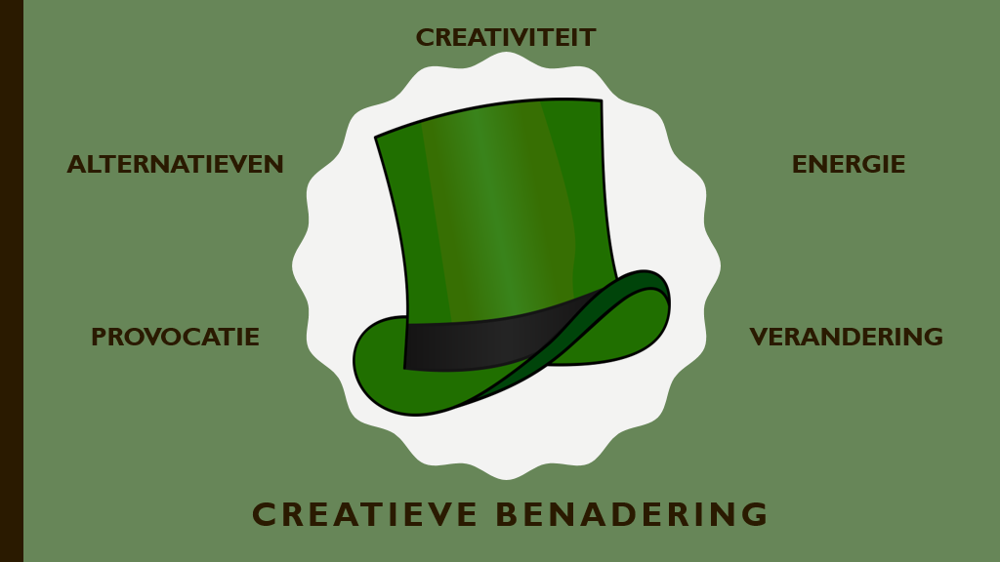 CREATIVITEIT
ALTERNATIEVEN
ENERGIE
PROVOCATIE
VERANDERING
CREATIEVE BENADERING